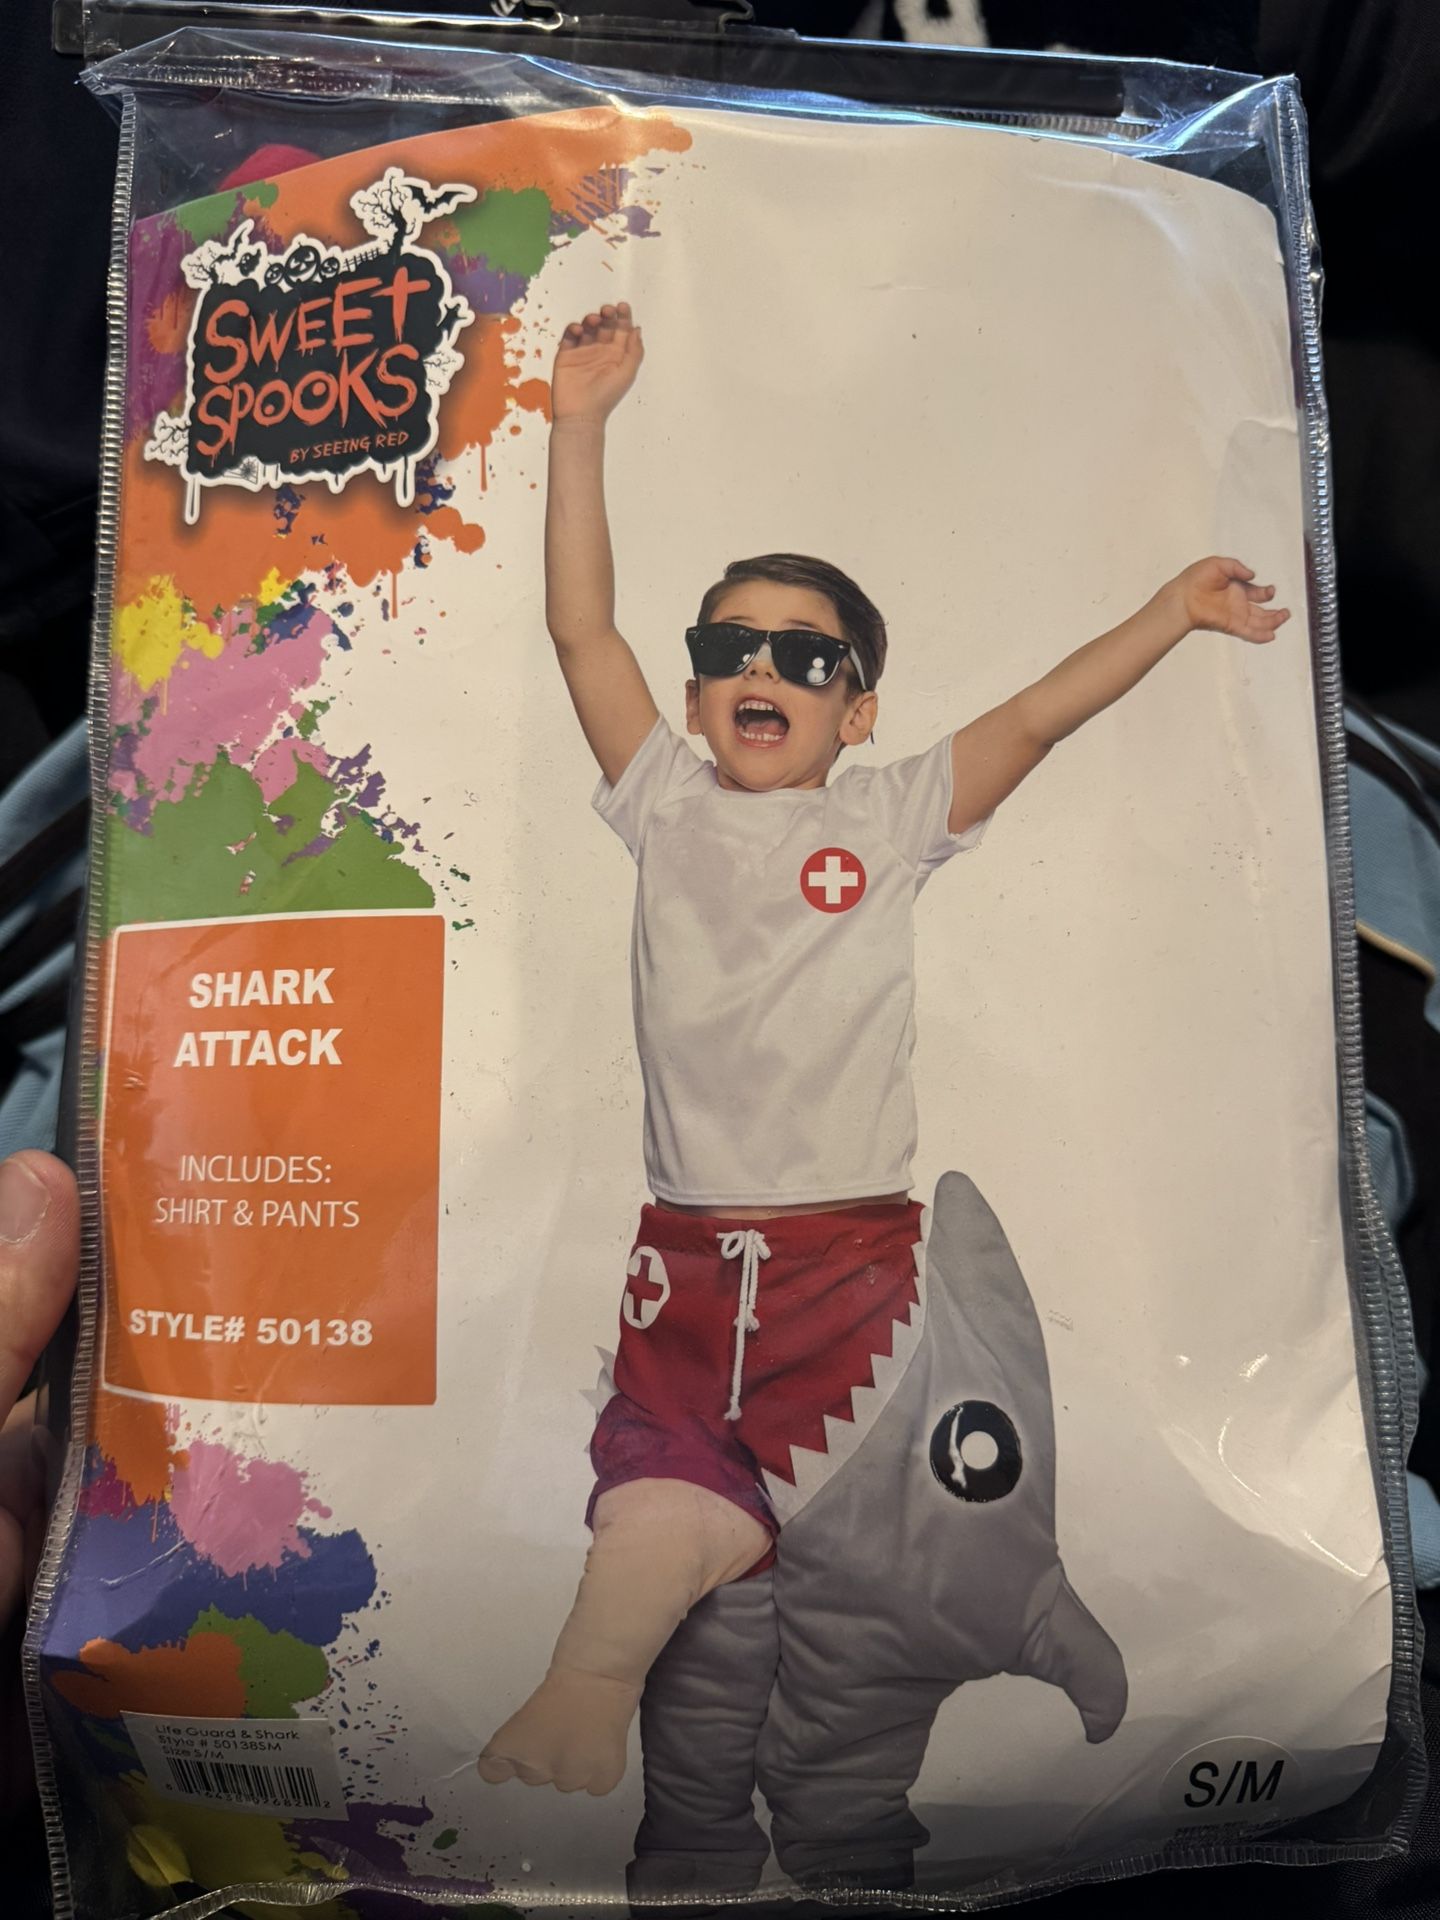 SWEET
SPOOKS
BY SEEING RED
SHARK
ATTACK
INCLUDES:
SHIRT & PANTS
STYLE# 50138
Life Guard & Shark
Style # 50138SM
Size S/M
S/M